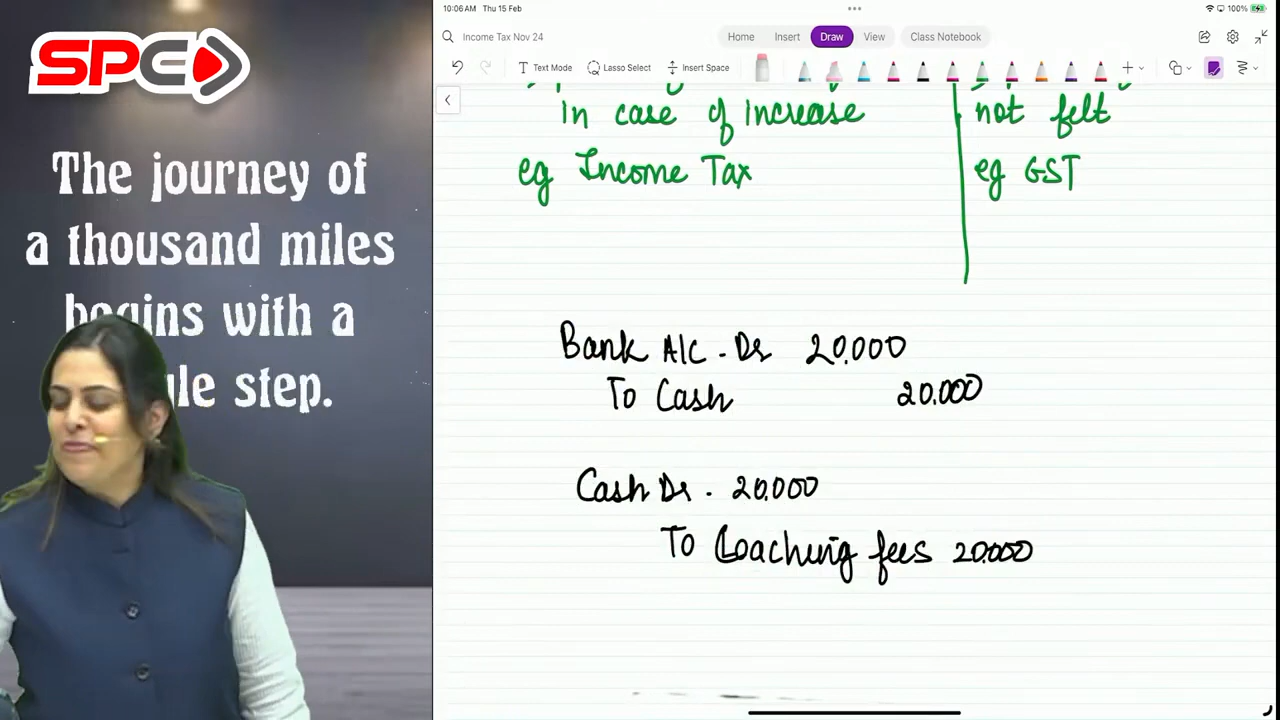 SPC
The journey of
a thousand miles
begins with a
step.
10:06 AM Thu 15 Feb
100%
Income Tax Nov 24
Home Insert Draw View Class Notebook
Text Mode Lasso Select Insert Space
In case of Increase
not felt
eg Income Tax
eg GST
Bank A/C - Dr 20,000
To Cash 20,000
Cash Dr. 20,000
To Coaching fees 20,000